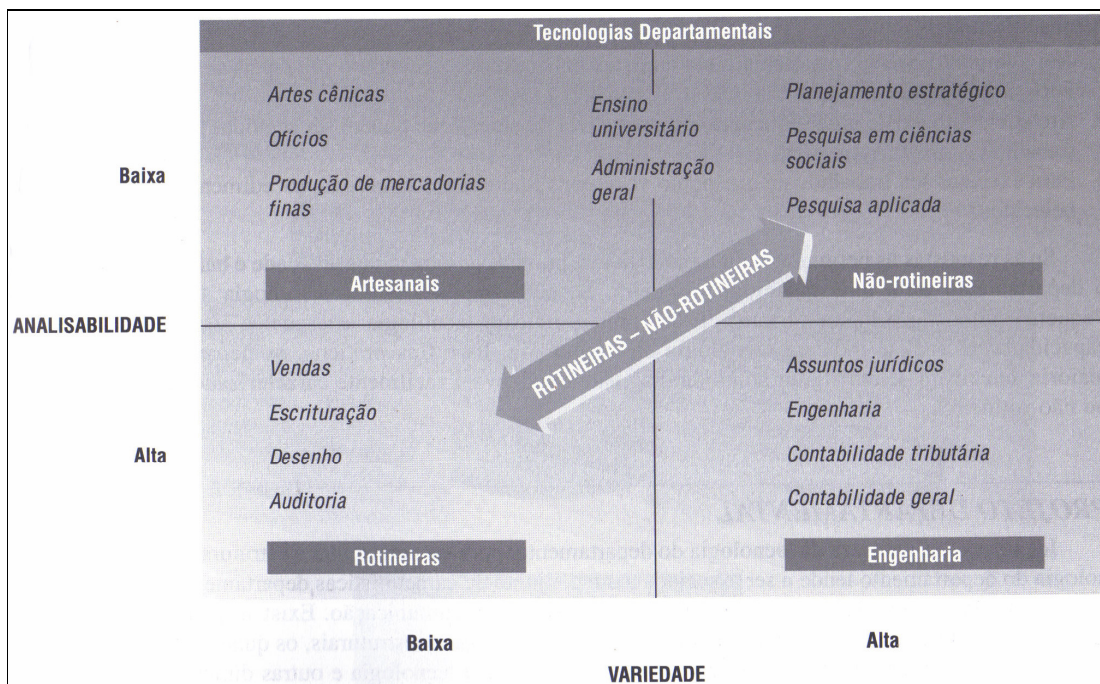 Tecnologias Departamentais
Artes cênicas
Ofícios
Produção de mercadorias
finas
Ensino
universitário
Administração
geral
Planejamento estratégico
Pesquisa em ciências
sociais
Pesquisa aplicada
Baixa
Artesanais
Não-rotineiras
ROTINEIRAS – NÃO-ROTINEIRAS
ANALISABILIDADE
Vendas
Escrituração
Desenho
Auditoria
Assuntos jurídicos
Engenharia
Contabilidade tributária
Contabilidade geral
Alta
Rotineiras
Engenharia
Baixa
Alta
VARIEDADE